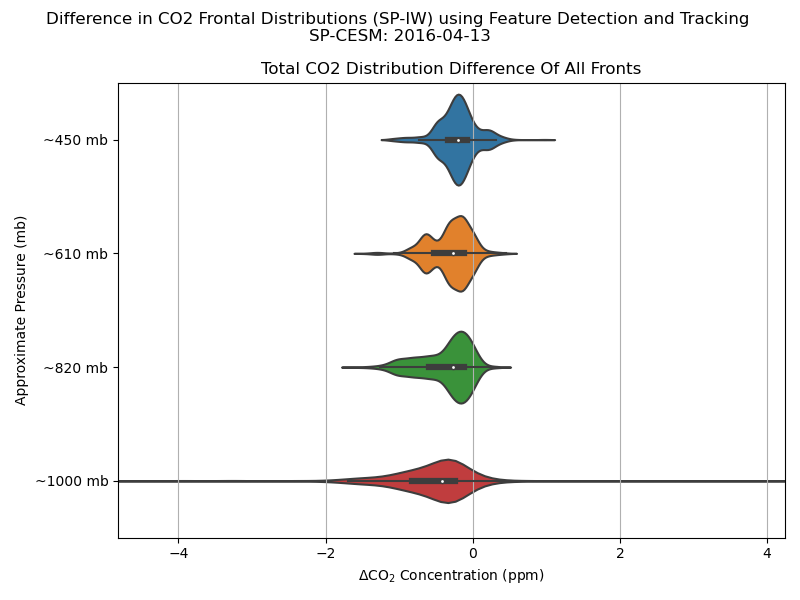 Difference in CO2 Frontal Distributions (SP-IW) using Feature Detection and Tracking
SP-CESM: 2016-04-13
Total CO2 Distribution Difference Of All Fronts
Approximate Pressure (mb)
~450 mb
~610 mb
~820 mb
~1000 mb
−4
−2
0
2
4
ΔCO₂ Concentration (ppm)